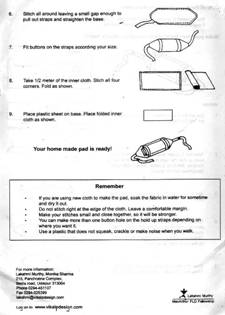 6. Stitch all around leaving a small gap enough to
pull out straps and straighten the base.
7. Fit buttons on the straps according your size.
8. Take 1/2 meter of the inner cloth. Stitch all four
corners. Fold as shown.
9. Place plastic sheet on base. Place folded inner
cloth as shown.
Your home made pad is ready!
Remember
• If you are using new cloth to make the pad, soak the fabric in water for sometime
and dry it out.
• Do not stitch right at the edge of the cloth. Leave a comfortable margin.
• Make your stitches small and close together, so it will be stronger.
• You can make more than one button hole on the hold up straps depending on
where you want it.
• Use a plastic that does not squeak, crackle or make noise when you walk.
For more information:
Lakshmi Murthy, Monika Sharma
Bedla road, Udaipur 313004
Phone 0294-451107
Fax 0294-525399
lakshmi@vikalpdesign.com
Log on to: www.vikalpdesign.com
Lakshmi Murthy
MacArthur FLD Fellowship